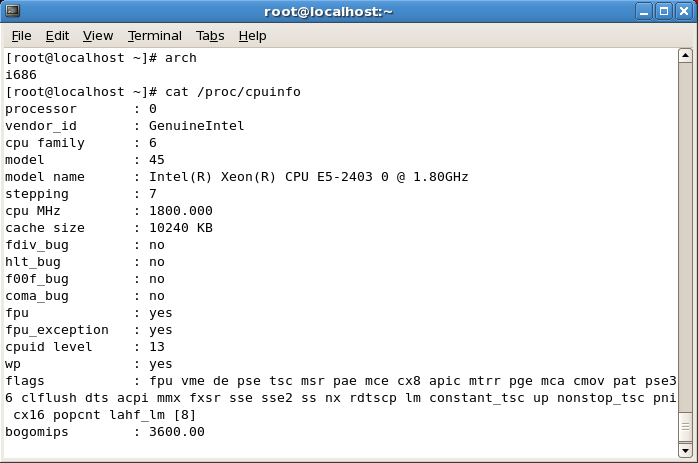 root@localhost:~
File Edit View Terminal Tabs Help
[root@localhost ~]# arch
i686
[root@localhost ~]# cat /proc/cpuinfo
processor       : 0
vendor_id       : GenuineIntel
cpu family      : 6
model           : 45
model name      : Intel(R) Xeon(R) CPU E5-2403 0 @ 1.80GHz
stepping        : 7
cpu MHz         : 1800.000
cache size      : 10240 KB
fdiv_bug        : no
hlt_bug         : no
f00f_bug        : no
coma_bug        : no
fpu             : yes
fpu_exception   : yes
cpuid level     : 13
wp              : yes
flags           : fpu vme de pse tsc msr pae mce cx8 apic mtrr pge mca cmov pat pse3
6 clflush dts acpi mmx fxsr sse sse2 ss nx rdtscp lm constant_tsc up nonstop_tsc pni
 cx16 popcnt lahf_lm [8]
bogomips        : 3600.00